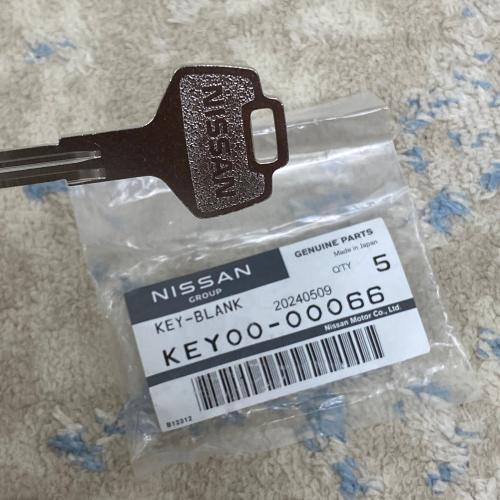 NISSAN
NISSAN
GROUP
GENUINE PARTS
Made in Japan
QTY 5
KEY-BLANK 20240509
KEY00-00066
Nissan Motor Co., Ltd.
B12312